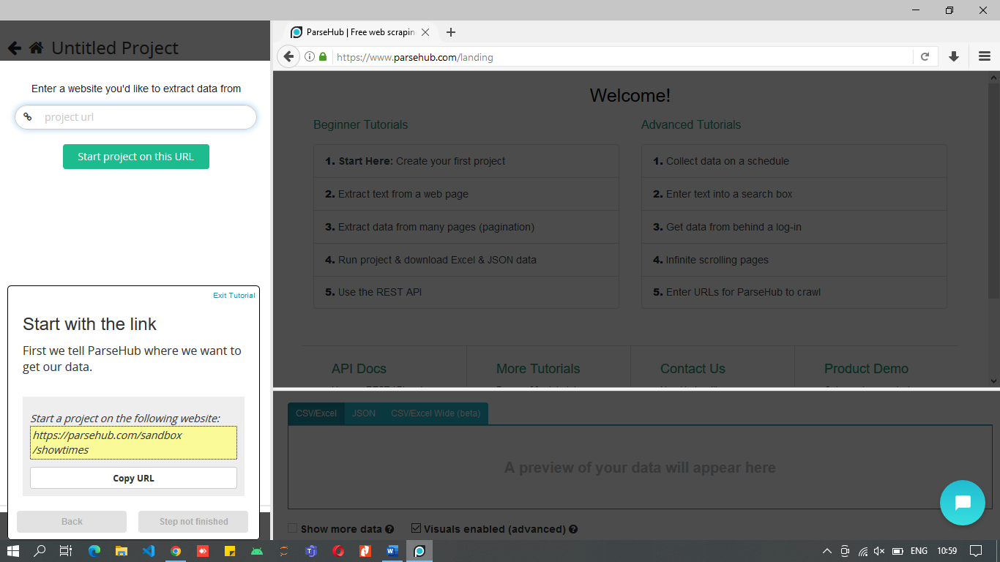 Untitled Project
Enter a website you'd like to extract data from
project url
Start project on this URL
Exit Tutorial
Start with the link
First we tell ParseHub where we want to
get our data.
Start a project on the following website:
https://parsehub.com/sandbox
/showtimes
Copy URL
Back
Step not finished
ParseHub | Free web scrapin
https://www.parsehub.com/landing
Welcome!
Beginner Tutorials
1. Start Here: Create your first project
2. Extract text from a web page
3. Extract data from many pages (pagination)
4. Run project & download Excel & JSON data
5. Use the REST API
Advanced Tutorials
1. Collect data on a schedule
2. Enter text into a search box
3. Get data from behind a log-in
4. Infinite scrolling pages
5. Enter URLs for ParseHub to crawl
API Docs
More Tutorials
Contact Us
Product Demo
CSV/Excel
JSON
CSV/Excel Wide (beta)
A preview of your data will appear here
Show more data
Visuals enabled (advanced)
ENG
10:59